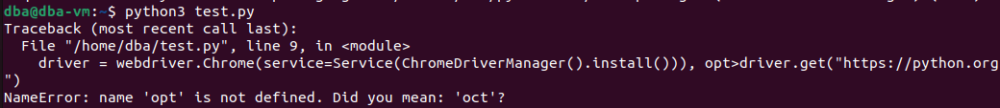 dba@dba-vm:~$ python3 test.py
Traceback (most recent call last):
  File "/home/dba/test.py", line 9, in <module>
    driver = webdriver.Chrome(service=Service(ChromeDriverManager().install())), opt>driver.get("https://python.org
")
NameError: name 'opt' is not defined. Did you mean: 'oct'?